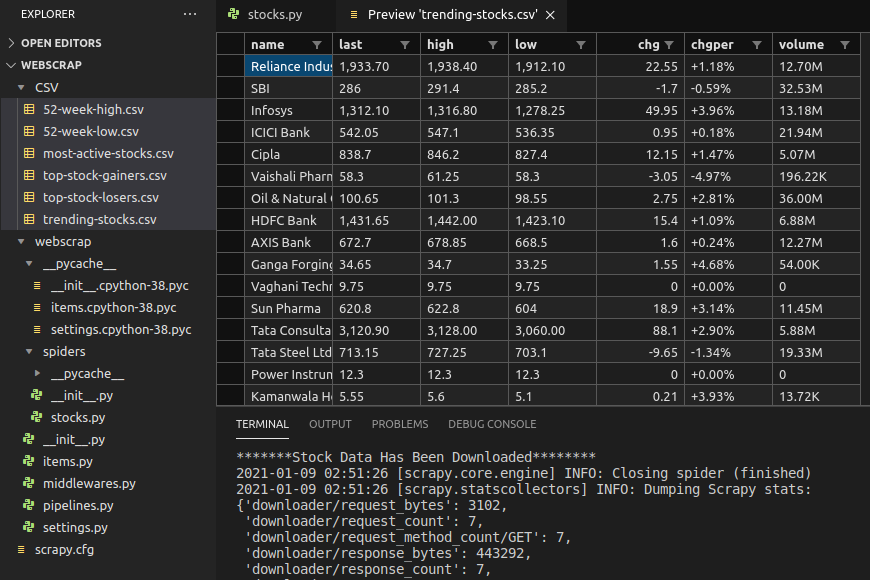 EXPLORER ...
OPEN EDITORS
WEBSCRAP
CSV
52-week-high.csv
52-week-low.csv
most-active-stocks.csv
top-stock-gainers.csv
top-stock-losers.csv
trending-stocks.csv
webscrap
__pycache__
__init__.cpython-38.pyc
items.cpython-38.pyc
settings.cpython-38.pyc
spiders
__pycache__
__init__.py
stocks.py
__init__.py
items.py
middlewares.py
pipelines.py
settings.py
scrapy.cfg
stocks.py Preview 'trending-stocks.csv'
name last high low chg chgper volume
Reliance Indus 1,933.70 1,938.40 1,912.10 22.55 +1.18% 12.70M
SBI 286 291.4 285.2 -1.7 -0.59% 32.53M
Infosys 1,312.10 1,316.80 1,278.25 49.95 +3.96% 13.18M
ICICI Bank 542.05 547.1 536.35 0.95 +0.18% 21.94M
Cipla 838.7 846.2 827.4 12.15 +1.47% 5.07M
Vaishali Pharm 58.3 61.25 58.3 -3.05 -4.97% 196.22K
Oil & Natural 100.65 101.3 98.55 2.75 +2.81% 36.00M
HDFC Bank 1,431.65 1,442.00 1,423.10 15.4 +1.09% 6.88M
AXIS Bank 672.7 678.85 668.5 1.6 +0.24% 12.27M
Ganga Forging 34.65 34.7 33.25 1.55 +4.68% 54.00K
Vaghani Techn 9.75 9.75 9.75 0 +0.00% 0
Sun Pharma 620.8 622.8 604 18.9 +3.14% 11.45M
Tata Consulta 3,120.90 3,128.00 3,060.00 88.1 +2.90% 5.88M
Tata Steel Ltd 713.15 727.25 703.1 -9.65 -1.34% 19.33M
Power Instrum 12.3 12.3 12.3 0 +0.00% 0
Kamanwala Ho 5.55 5.6 5.1 0.21 +3.93% 13.72K
TERMINAL OUTPUT PROBLEMS DEBUG CONSOLE
*******Stock Data Has Been Downloaded********
2021-01-09 02:51:26 [scrapy.core.engine] INFO: Closing spider (finished)
2021-01-09 02:51:26 [scrapy.statscollectors] INFO: Dumping Scrapy stats:
{'downloader/request_bytes': 3102,
'downloader/request_count': 7,
'downloader/request_method_count/GET': 7,
'downloader/response_bytes': 443292,
'downloader/response_count': 7,